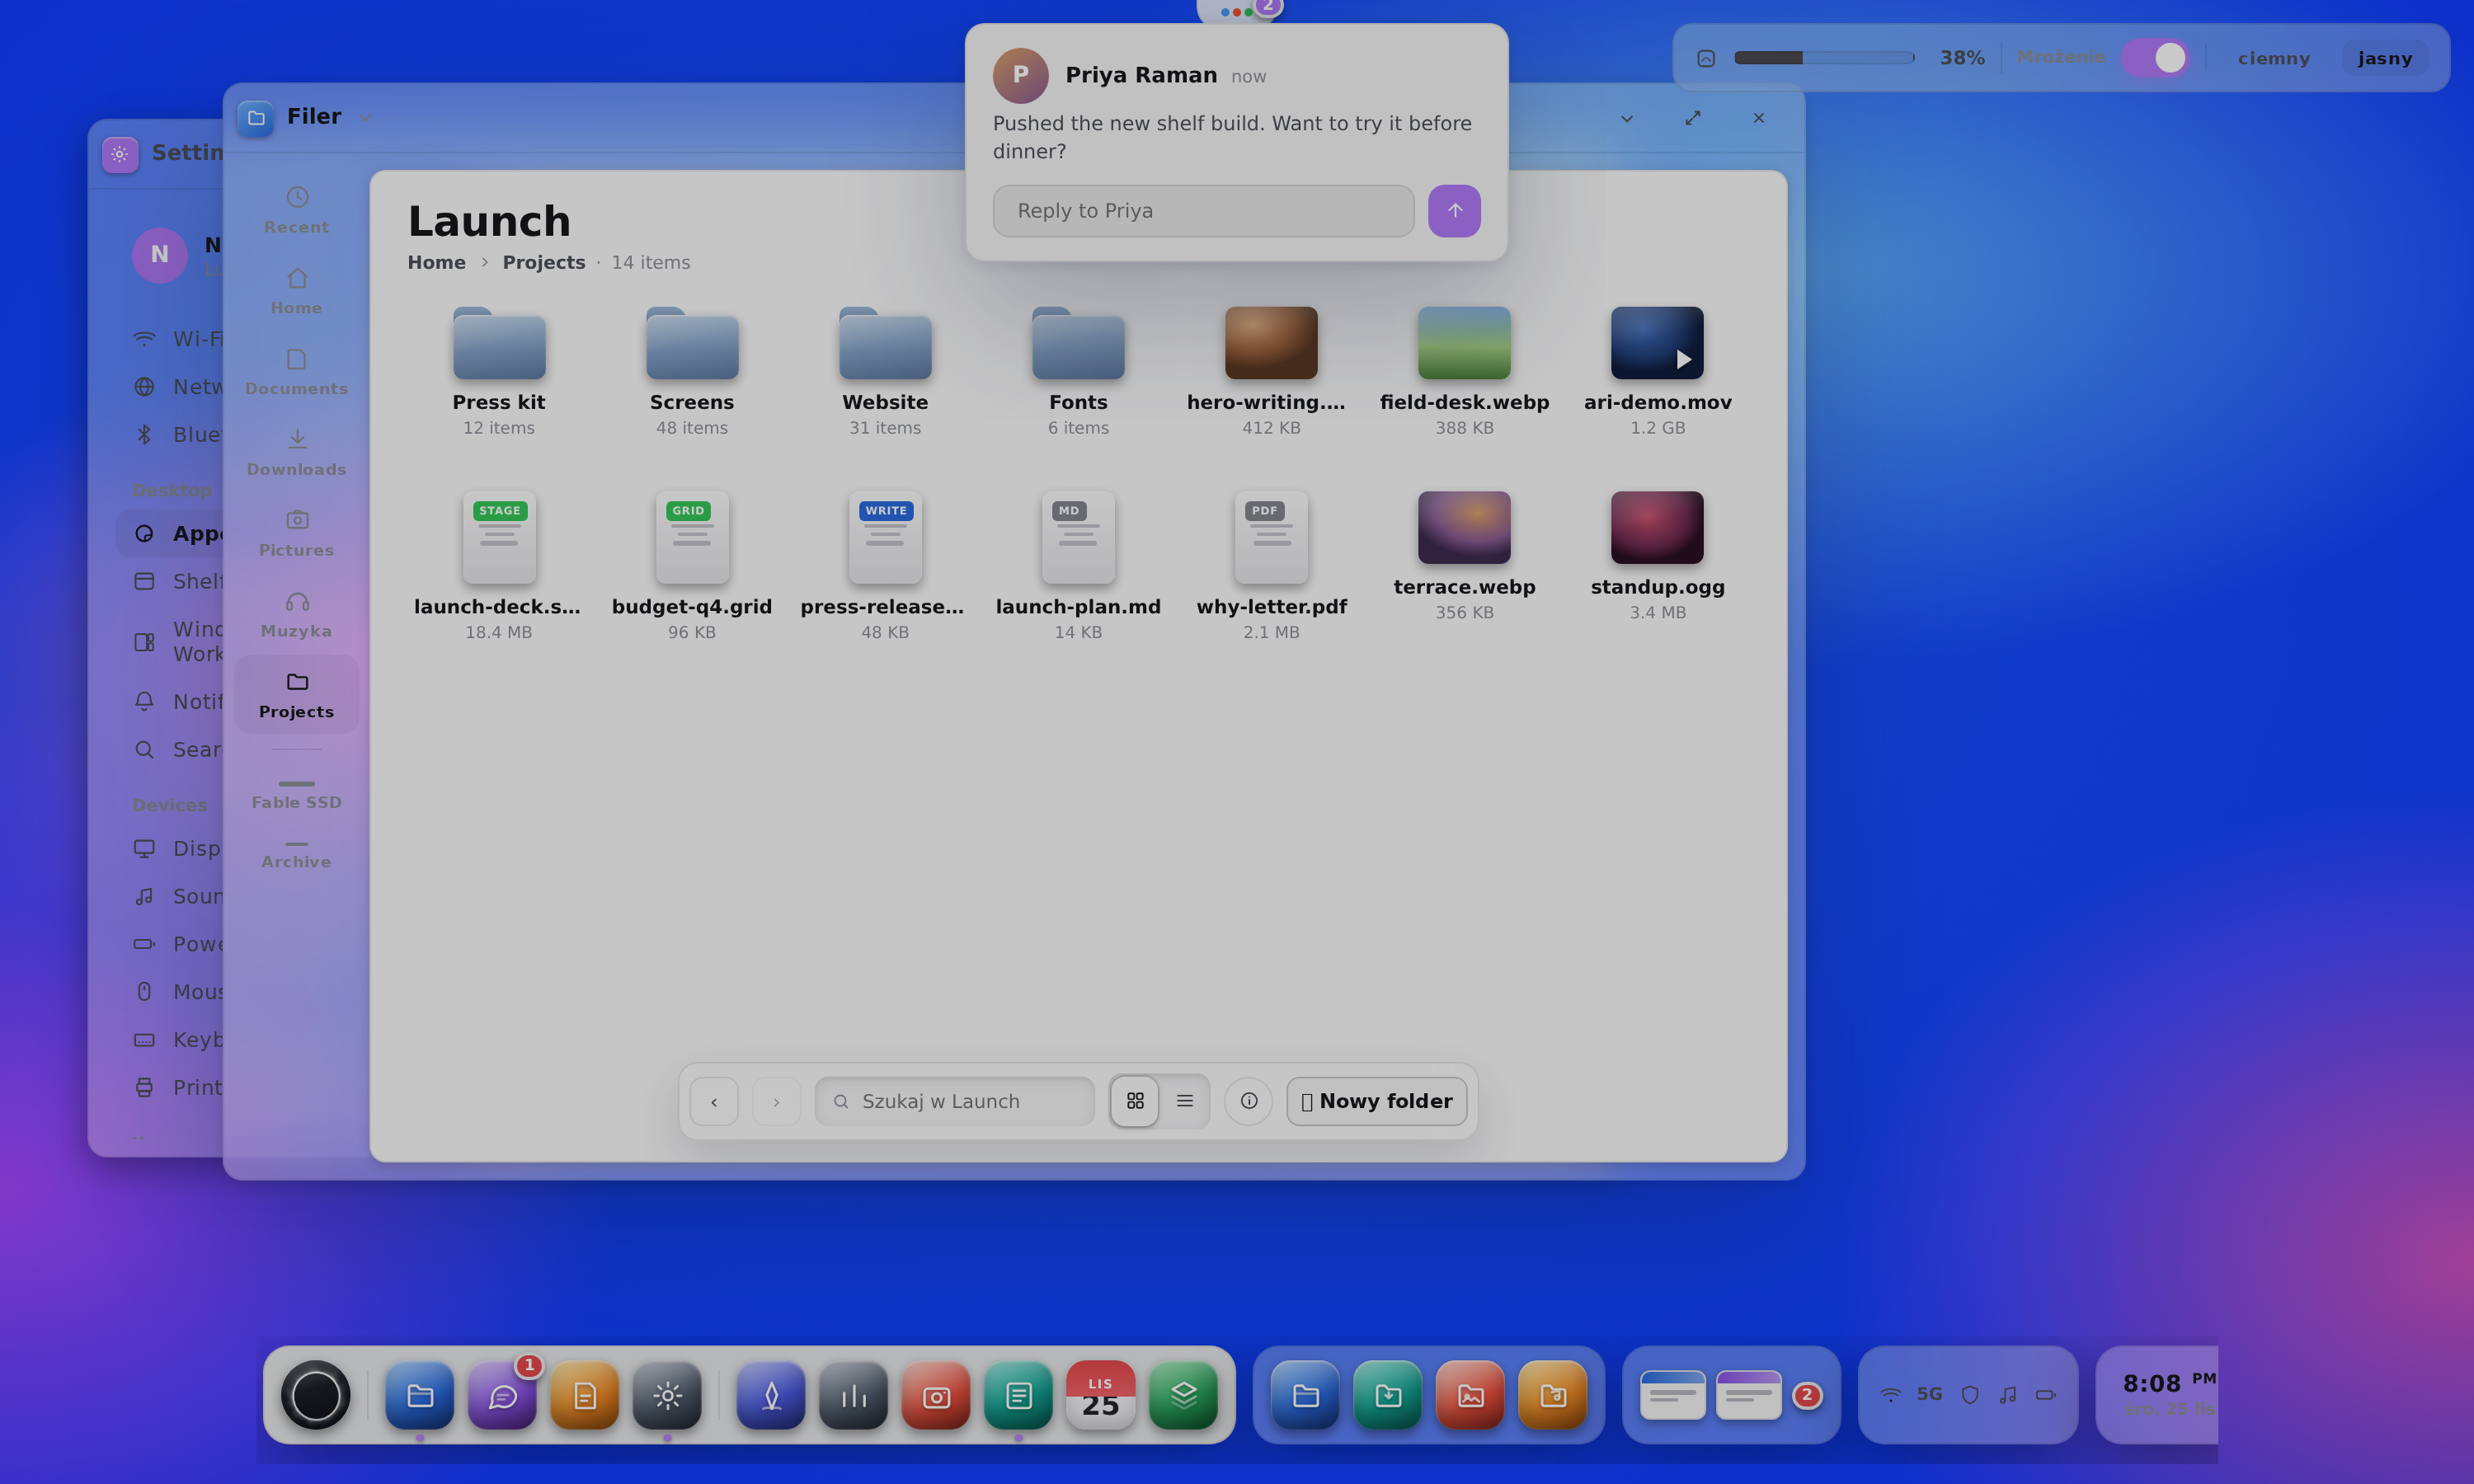 2
P
Priya Raman now
Pushed the new shelf build. Want to try it before
dinner?
Reply to Priya
38%
Mrożenie
ciemny
jasny
Filer
Settin
N
N
Wi-Fi
Netw
Blue
Desktop
App
Shelf
Wind
Work
Notif
Sear
Devices
Disp
Soun
Powe
Mous
Keyb
Print
Recent
Home
Documents
Downloads
Pictures
Muzyka
Projects
Fable SSD
Archive
Launch
Home › Projects · 14 items
Press kit
12 items
Screens
48 items
Website
31 items
Fonts
6 items
hero-writing.…
412 KB
field-desk.webp
388 KB
ari-demo.mov
1.2 GB
STAGE
launch-deck.s…
18.4 MB
GRID
budget-q4.grid
96 KB
WRITE
press-release…
48 KB
MD
launch-plan.md
14 KB
PDF
why-letter.pdf
2.1 MB
terrace.webp
356 KB
standup.ogg
3.4 MB
Szukaj w Launch
Nowy folder
1
LIS
25
2
5G
8:08 PM
śro, 25 lis